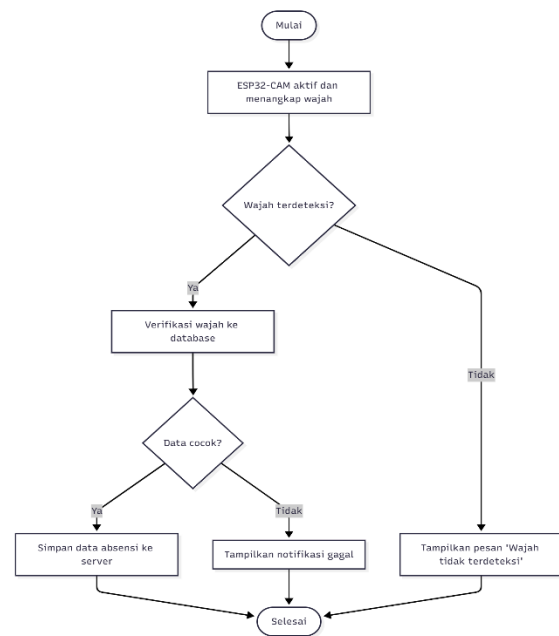 Mulai
ESP32-CAM aktif dan
menangkap wajah
Wajah terdeteksi?
Ya
Verifikasi wajah ke
database
Tidak
Data cocok?
Ya
Tidak
Simpan data absensi ke
server
Tampilkan notifikasi gagal
Tampilkan pesan 'Wajah
tidak terdeteksi'
Selesai